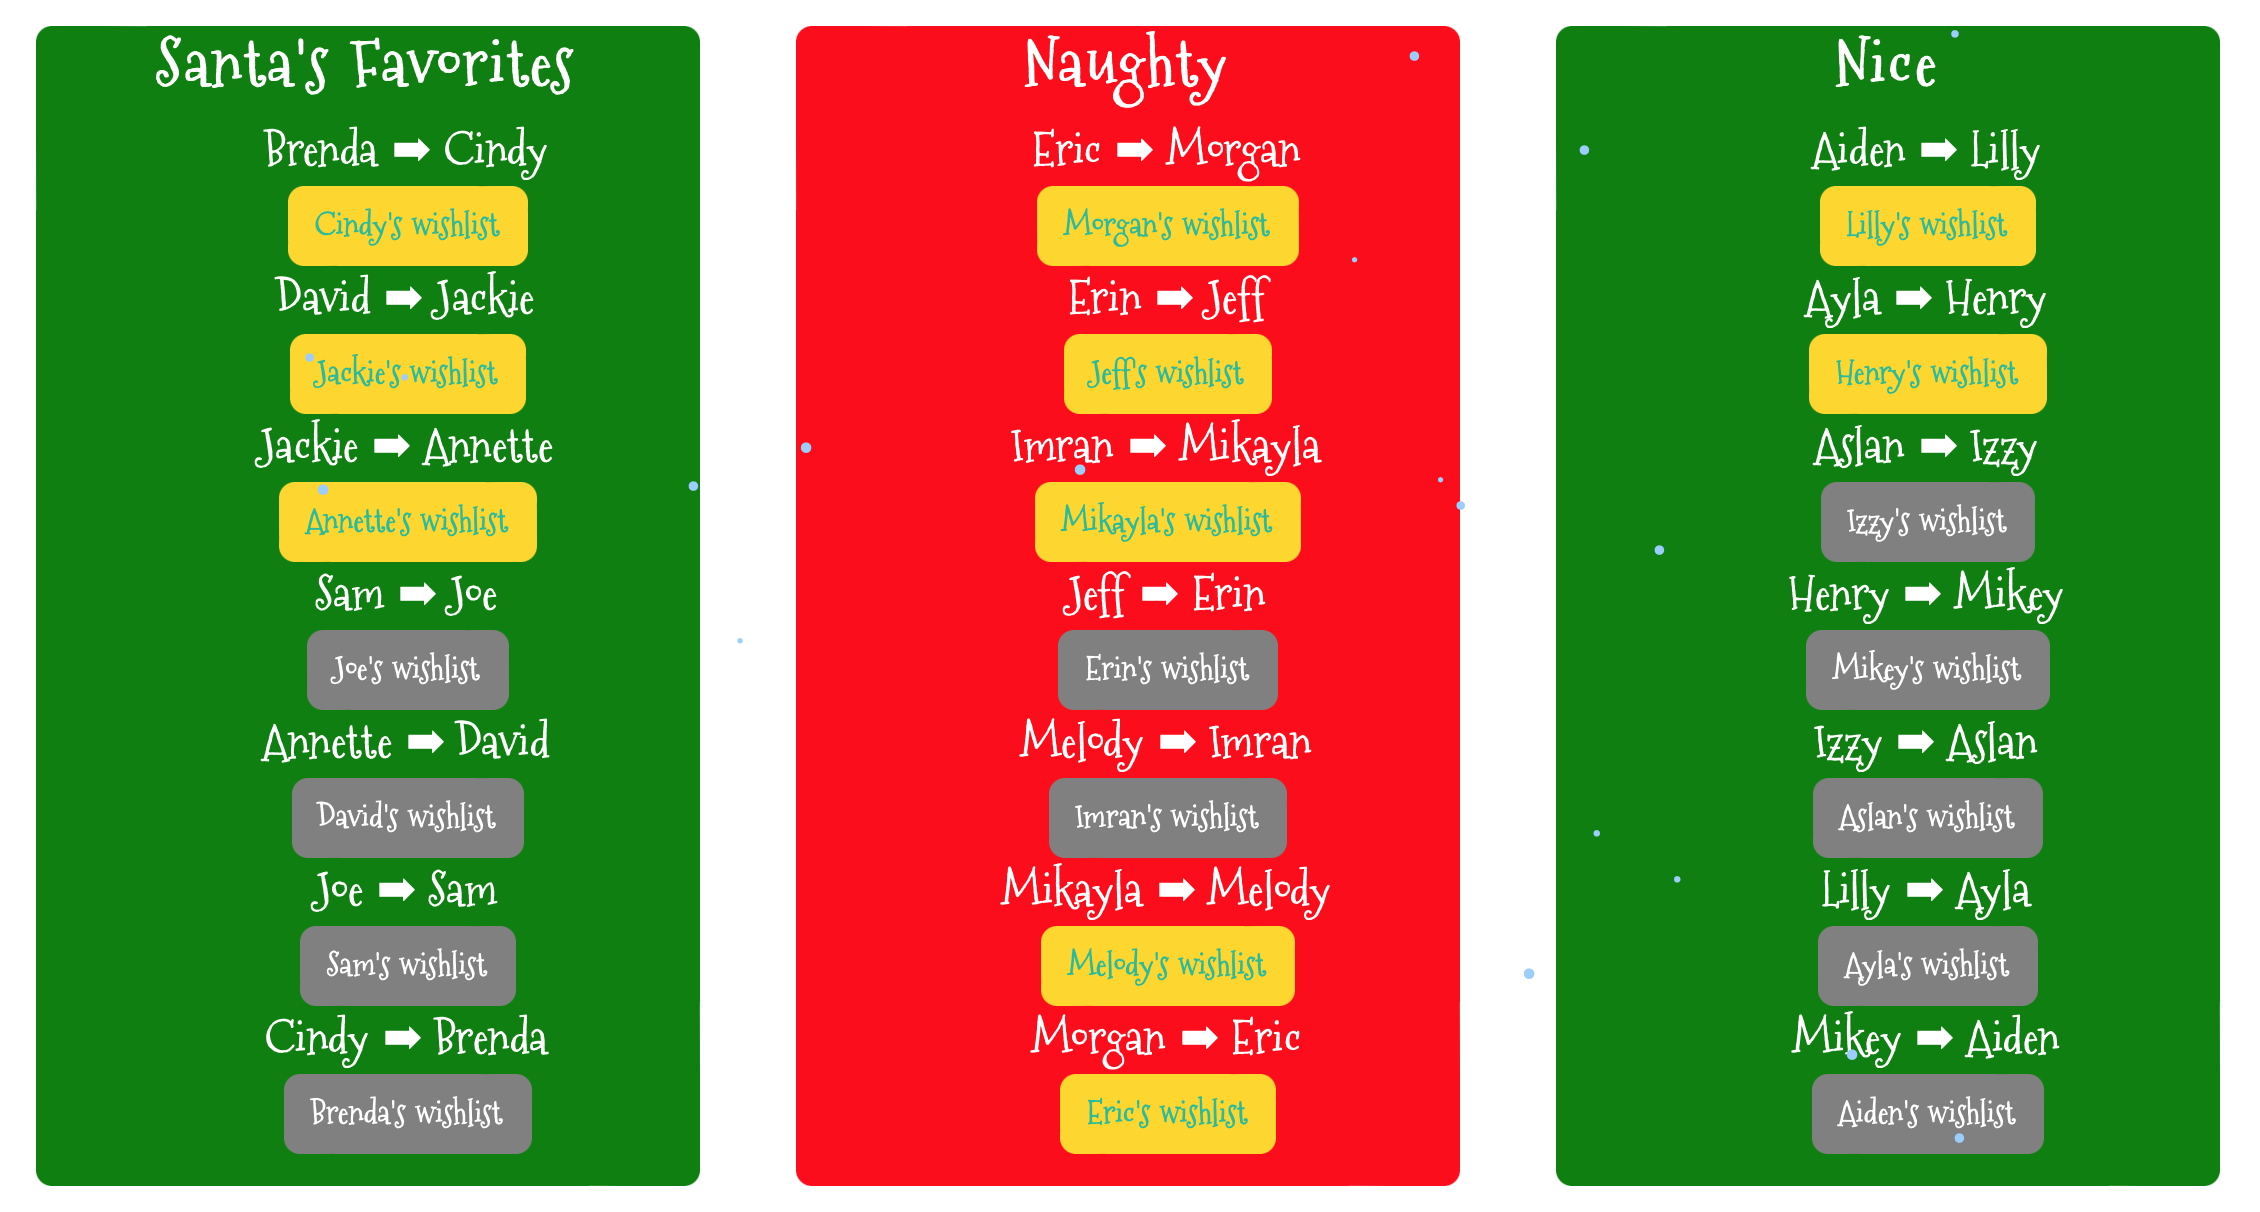 Santa's Favorites
Brenda ➡ Cindy
Cindy's wishlist
David ➡ Jackie
Jackie's wishlist
Jackie ➡ Annette
Annette's wishlist
Sam ➡ Joe
Joe's wishlist
Annette ➡ David
David's wishlist
Joe ➡ Sam
Sam's wishlist
Cindy ➡ Brenda
Brenda's wishlist
Naughty
Eric ➡ Morgan
Morgan's wishlist
Erin ➡ Jeff
Jeff's wishlist
Imran ➡ Mikayla
Mikayla's wishlist
Jeff ➡ Erin
Erin's wishlist
Melody ➡ Imran
Imran's wishlist
Mikayla ➡ Melody
Melody's wishlist
Morgan ➡ Eric
Eric's wishlist
Nice
Aiden ➡ Lilly
Lilly's wishlist
Ayla ➡ Henry
Henry's wishlist
Aslan ➡ Izzy
Izzy's wishlist
Henry ➡ Mikey
Mikey's wishlist
Izzy ➡ Aslan
Aslan's wishlist
Lilly ➡ Ayla
Ayla's wishlist
Mikey ➡ Aiden
Aiden's wishlist